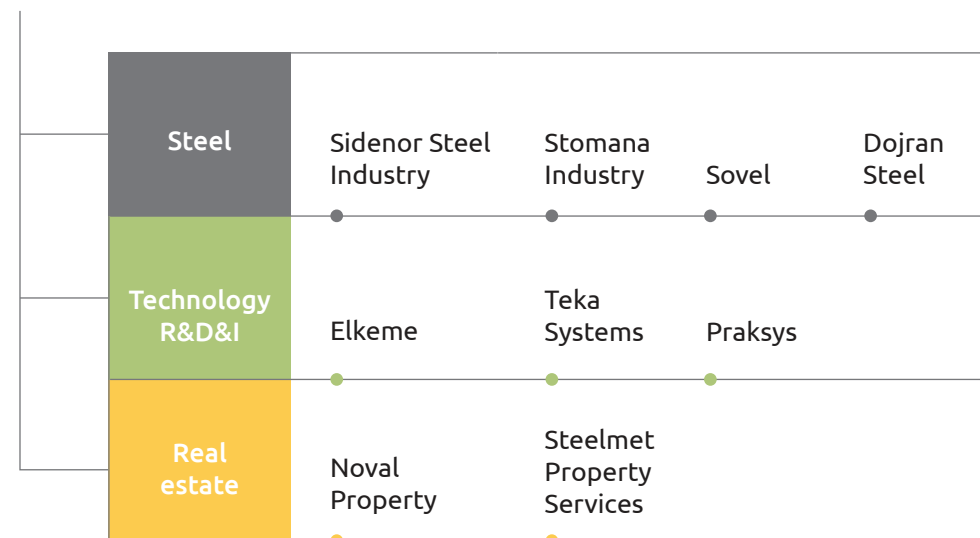 Steel
Sidenor Steel
Industry
Stomana
Industry
Sovel
Dojran
Steel
Technology
R&D&I
Elkeme
Teka
Systems
Praksys
Real
estate
Noval
Property
Steelmet
Property
Services